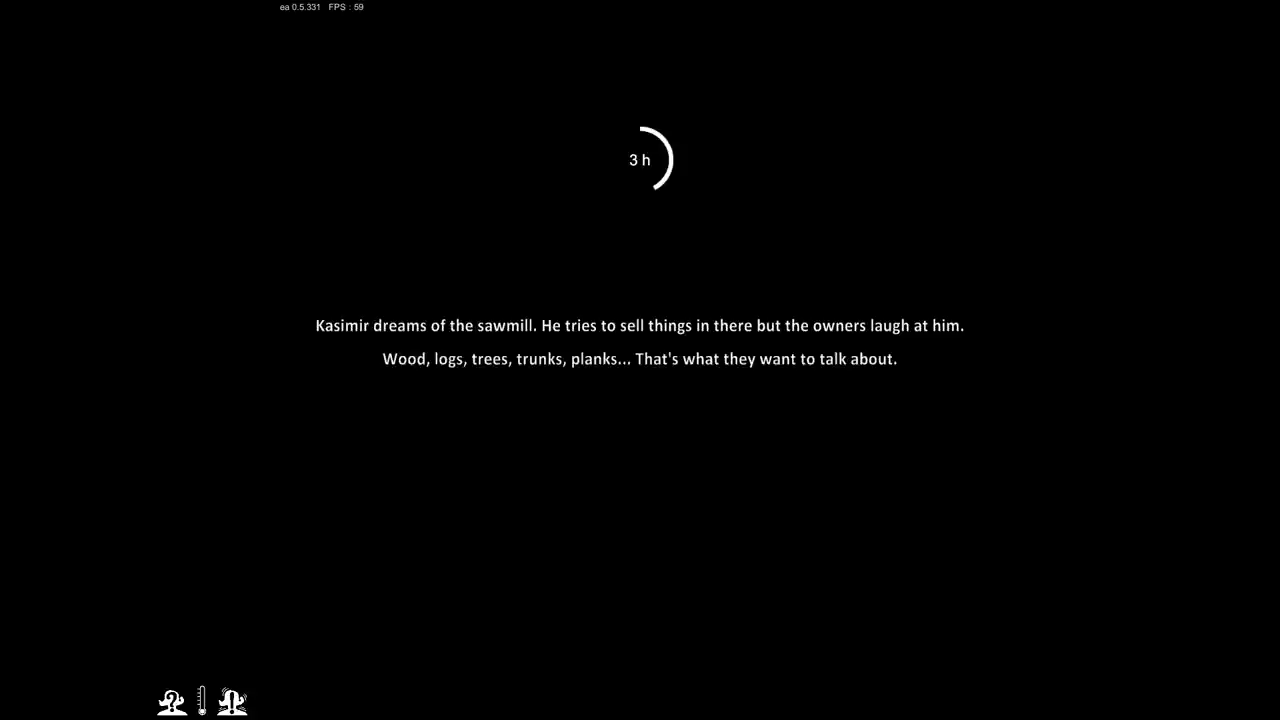 ea 0.5.331 FPS : 59
3 h
Kasimir dreams of the sawmill. He tries to sell things in there but the owners laugh at him.
Wood, logs, trees, trunks, planks... That's what they want to talk about.